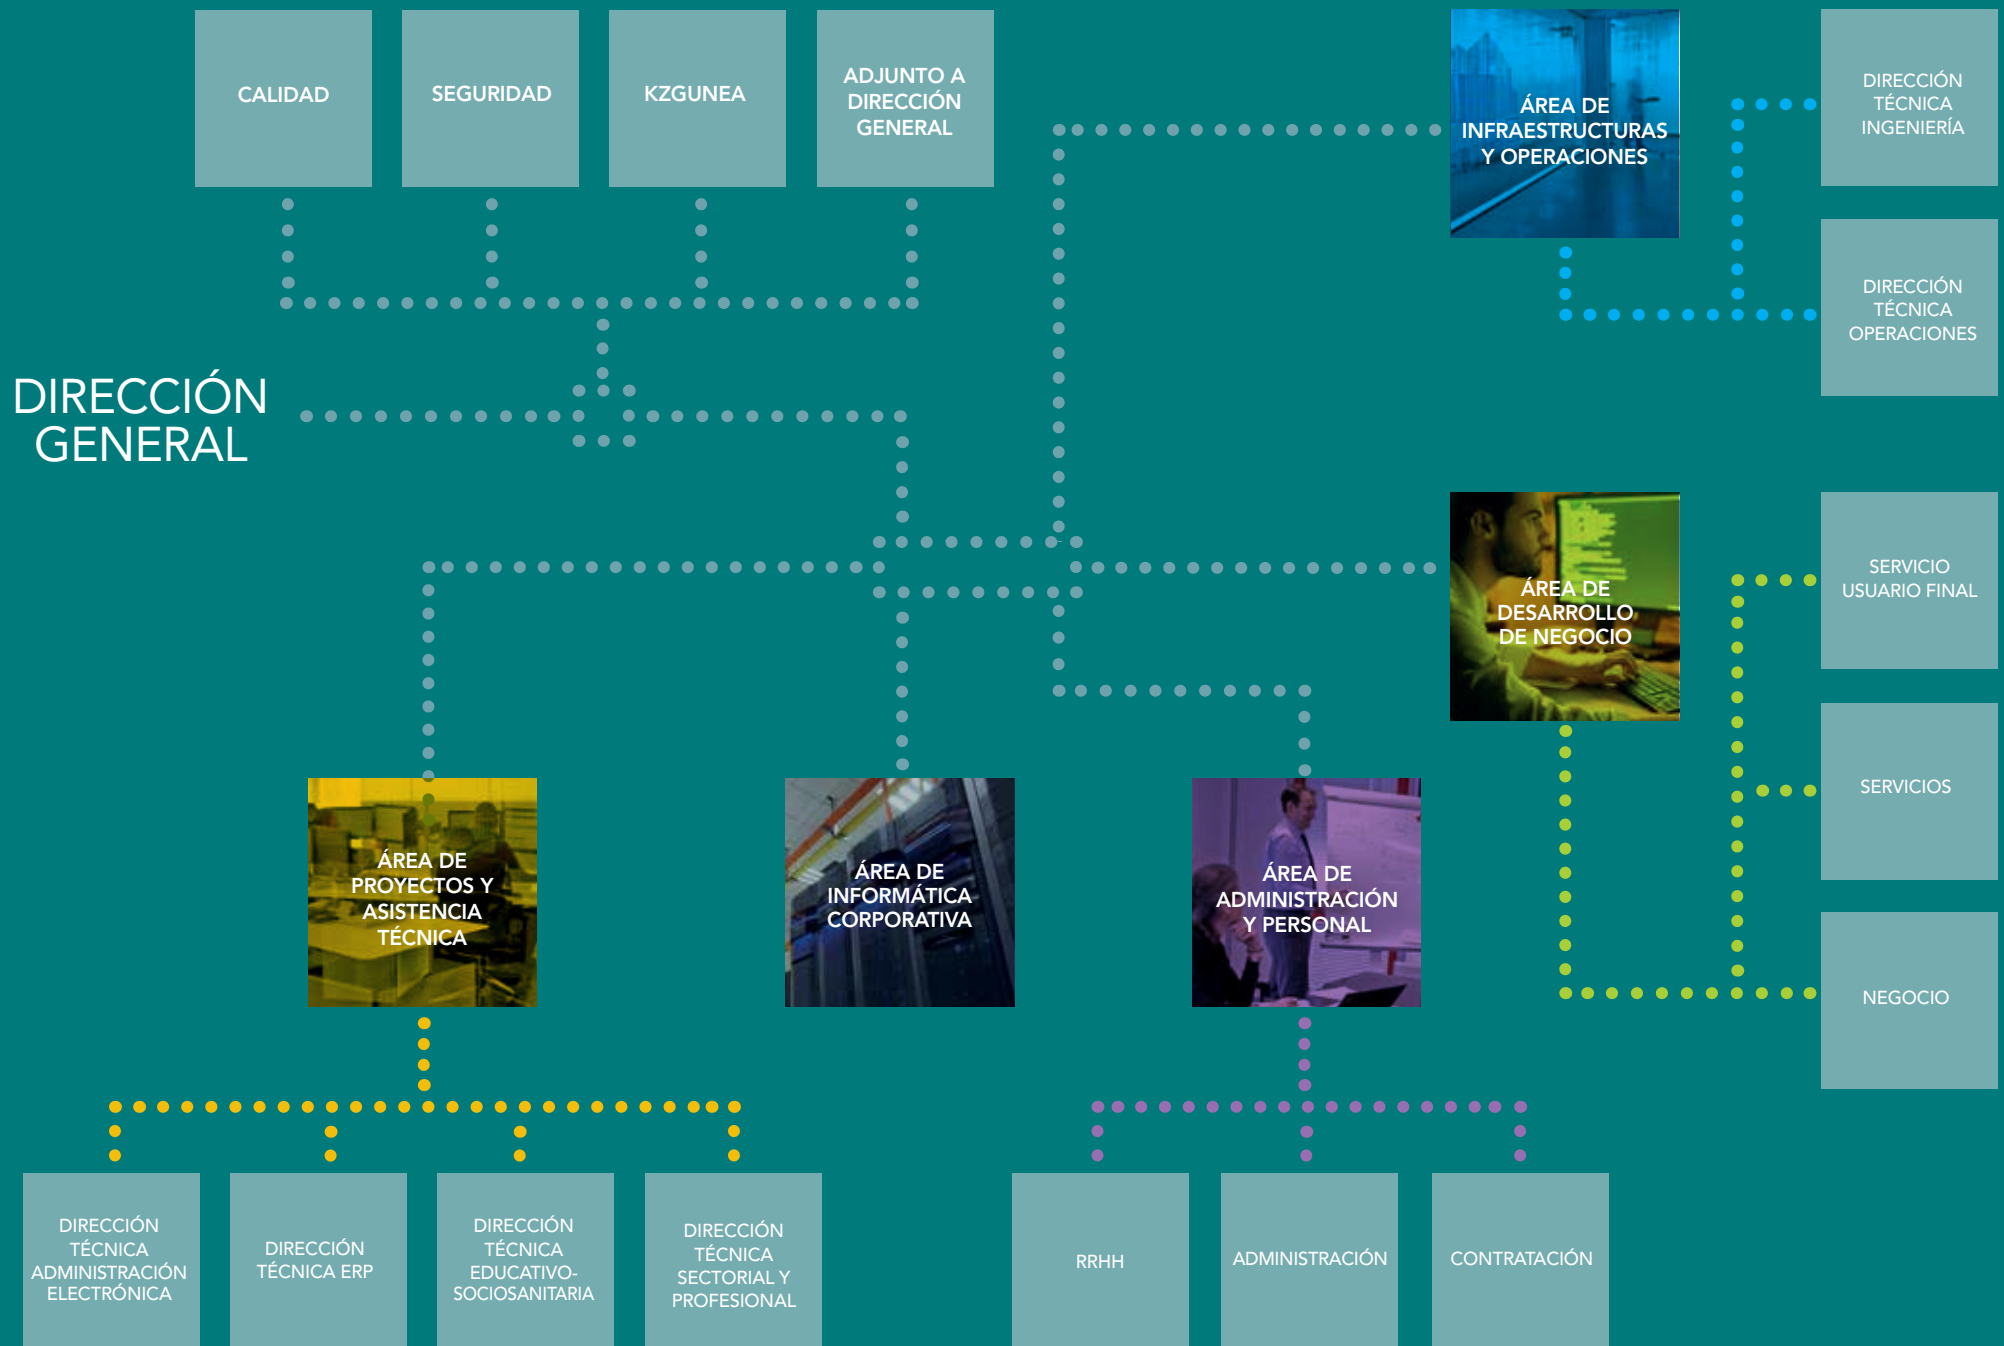 CALIDAD
SEGURIDAD
KZGUNEA
ADJUNTO A
DIRECCIÓN
GENERAL
ÁREA DE
INFRAESTRUCTURAS
Y OPERACIONES
DIRECCIÓN
TÉCNICA
INGENIERÍA
DIRECCIÓN
TÉCNICA
OPERACIONES
DIRECCIÓN
GENERAL
ÁREA DE
DESARROLLO
DE NEGOCIO
SERVICIO
USUARIO FINAL
SERVICIOS
NEGOCIO
ÁREA DE
PROYECTOS Y
ASISTENCIA
TÉCNICA
ÁREA DE
INFORMÁTICA
CORPORATIVA
ÁREA DE
ADMINISTRACIÓN
Y PERSONAL
DIRECCIÓN
TÉCNICA
ADMINISTRACIÓN
ELECTRÓNICA
DIRECCIÓN
TÉCNICA ERP
DIRECCIÓN
TÉCNICA
EDUCATIVO-
SOCIOSANITARIA
DIRECCIÓN
TÉCNICA
SECTORIAL Y
PROFESIONAL
RRHH
ADMINISTRACIÓN
CONTRATACIÓN